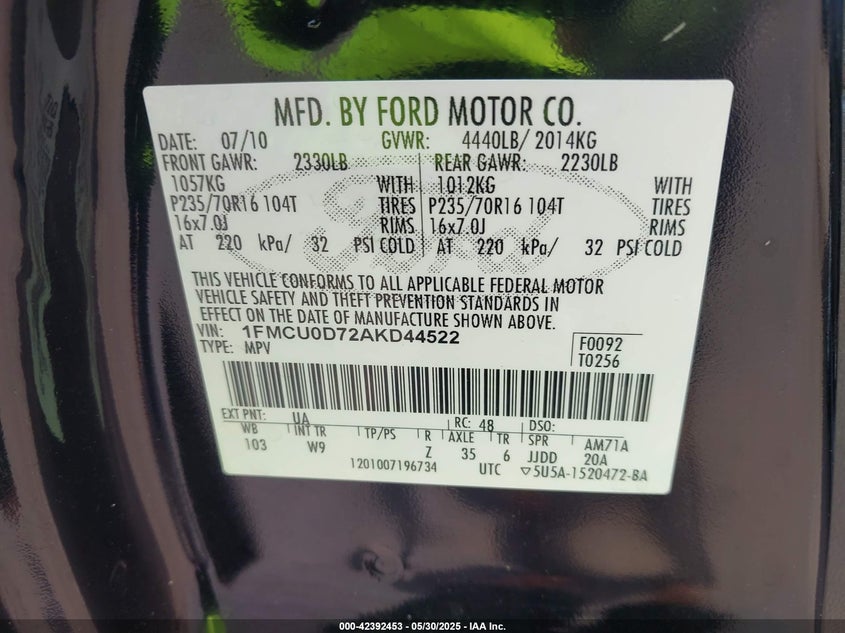 MFD. BY FORD MOTOR CO.
DATE: 07/10 GVWR: 4440LB/ 2014KG
FRONT GAWR: 2330LB REAR GAWR: 2230LB
1057KG WITH 1012KG WITH
P235/70R16 104T TIRES P235/70R16 104T TIRES
16x7.0J RIMS 16x7.0J RIMS
AT 220 kPa/ 32 PSI COLD AT 220 kPa/ 32 PSI COLD
THIS VEHICLE CONFORMS TO ALL APPLICABLE FEDERAL MOTOR
VEHICLE SAFETY AND THEFT PREVENTION STANDARDS IN
EFFECT ON THE DATE OF MANUFACTURE SHOWN ABOVE.
VIN: 1FMCU0D72AKD44522 F0092
TYPE: MPV T0256
EXT PNT: UA RC: 48 DSO:
WB INT TR TP/PS R AXLE TR SPR AM71A
103 W9 Z 35 6 JJDD 20A
1201007196734 UTC ▽5U5A-1520472-BA
000-42392453 - 05/30/2025 - IAA Inc.